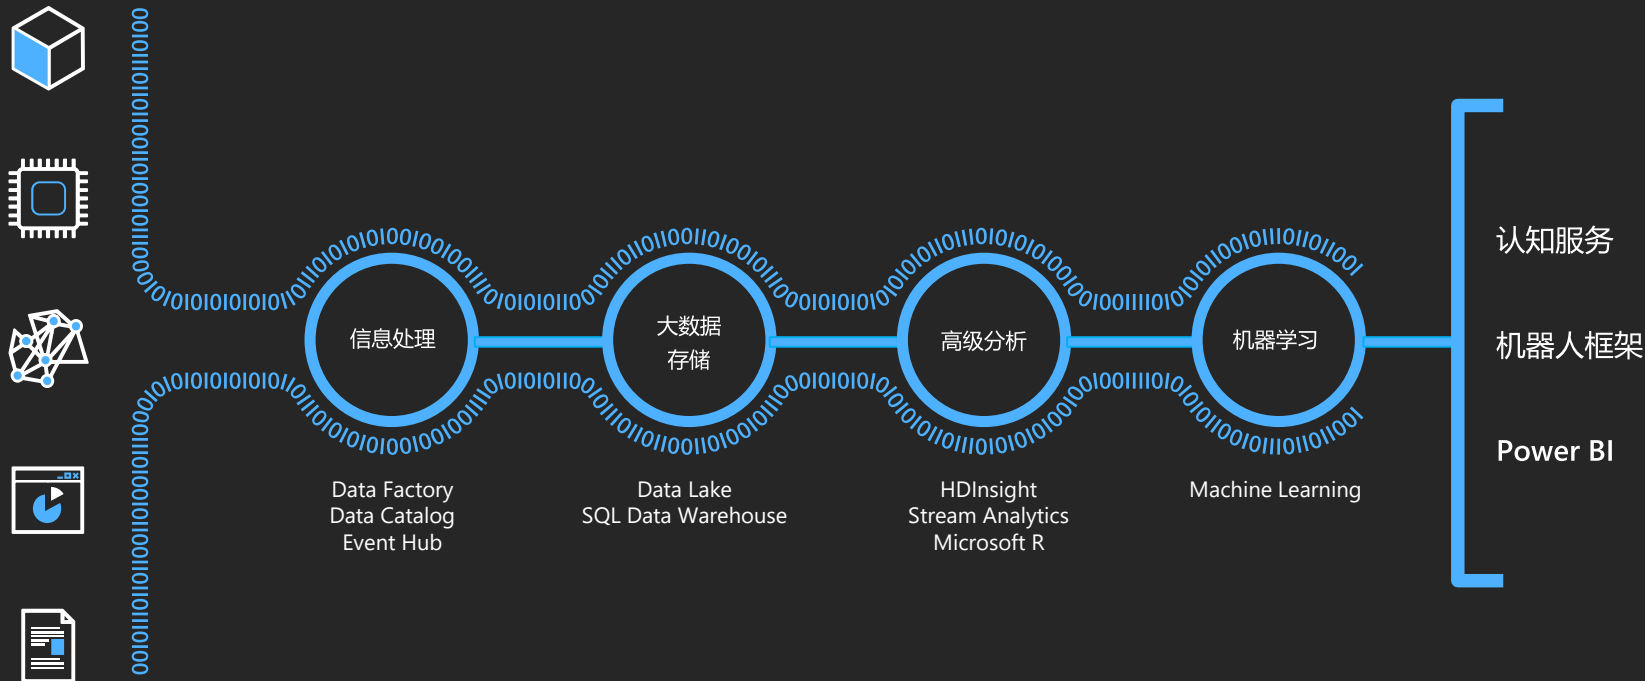 信息处理
Data Factory
Data Catalog
Event Hub
大数据
存储
Data Lake
SQL Data Warehouse
高级分析
HDInsight
Stream Analytics
Microsoft R
机器学习
Machine Learning
认知服务
机器人框架
Power BI